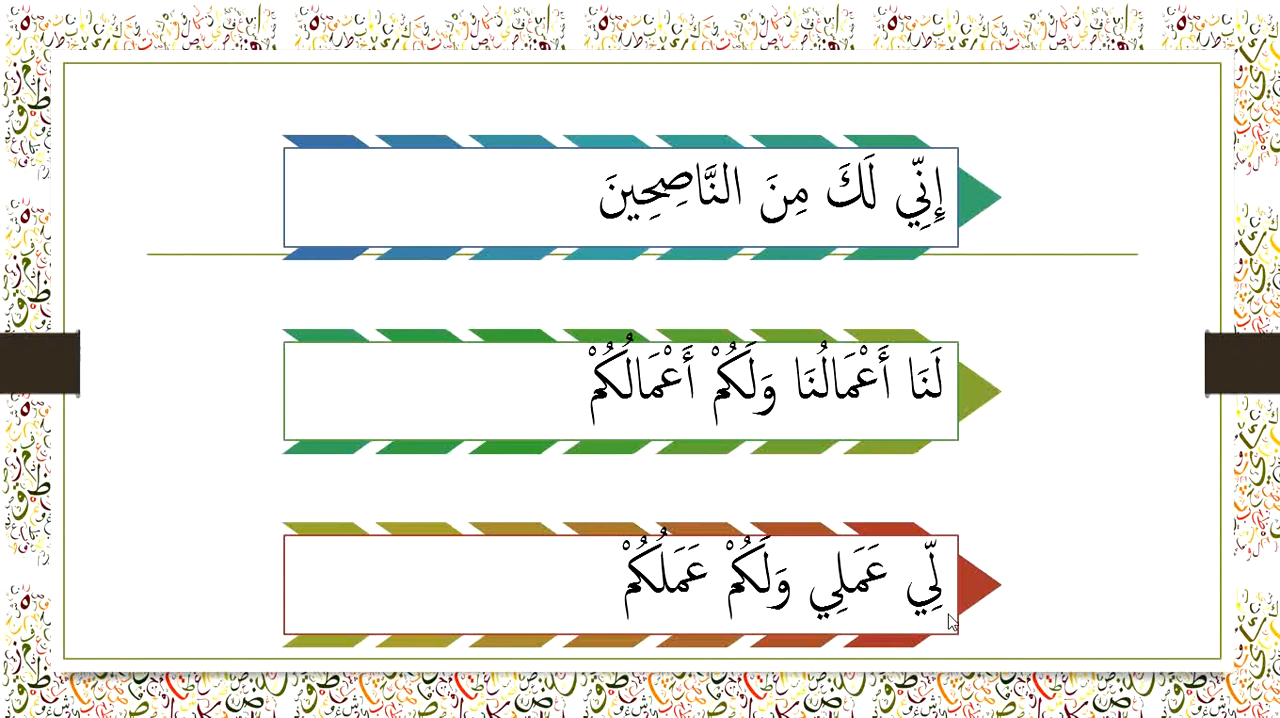 إِنِّي لَكَ مِنَ النَّاصِحِينَ
لَنَا أَعْمَالُنَا وَلَكُمْ أَعْمَالُكُمْ
لِّي عَمَلِي وَلَكُمْ عَمَلُكُمْ